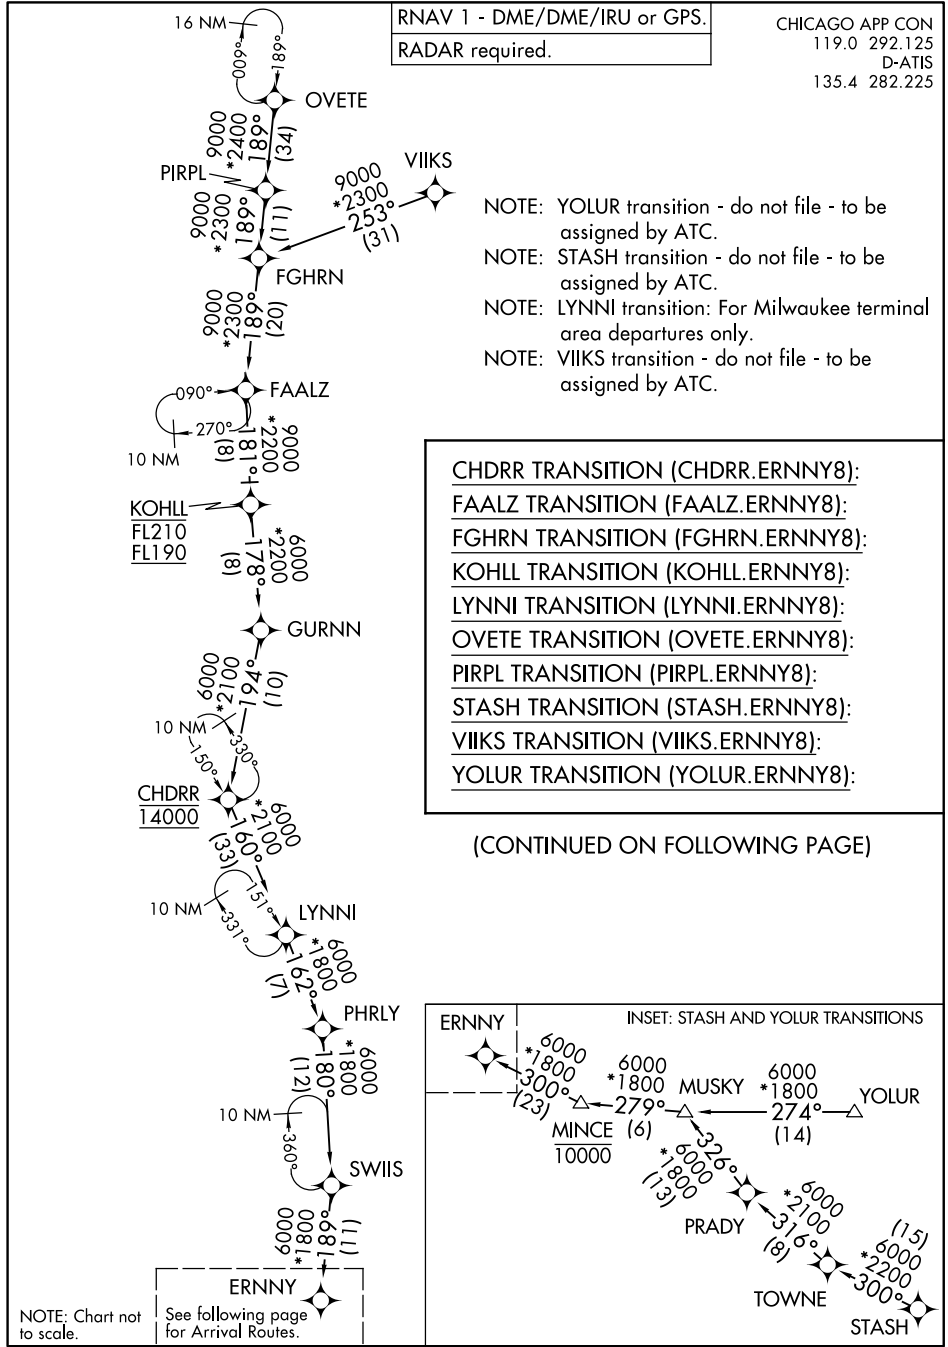 RNAV 1 - DME/DME/IRU or GPS.
RADAR required.
CHICAGO APP CON
119.0 292.125
D-ATIS
135.4 282.225
16 NM
009°
189°
OVETE
9000
*2400
189°
(34)
PIRPL
VIIKS
9000
*2300
253°
(31)
9000
*2300
189°
(11)
FGHRN
NOTE: YOLUR transition - do not file - to be
assigned by ATC.
NOTE: STASH transition - do not file - to be
assigned by ATC.
NOTE: LYNNI transition: For Milwaukee terminal
area departures only.
NOTE: VIIKS transition - do not file - to be
assigned by ATC.
9000
*2300
189°
(20)
090°
FAALZ
270°
10 NM
9000
*2200
181°
(8)
KOHLL
FL210
FL190
6000
*2200
178°
(8)
GURNN
6000
*2100
194°
(10)
10 NM
330°
150°
CHDRR
14000
6000
*2100
160°
(33)
10 NM
151°
331°
LYNNI
6000
*1800
162°
(7)
PHRLY
6000
*1800
180°
(12)
10 NM
360°
SWIIS
6000
*1800
189°
(11)
ERNNY
See following page
for Arrival Routes.
NOTE: Chart not
to scale.
CHDRR TRANSITION (CHDRR.ERNNY8):
FAALZ TRANSITION (FAALZ.ERNNY8):
FGHRN TRANSITION (FGHRN.ERNNY8):
KOHLL TRANSITION (KOHLL.ERNNY8):
LYNNI TRANSITION (LYNNI.ERNNY8):
OVETE TRANSITION (OVETE.ERNNY8):
PIRPL TRANSITION (PIRPL.ERNNY8):
STASH TRANSITION (STASH.ERNNY8):
VIIKS TRANSITION (VIIKS.ERNNY8):
YOLUR TRANSITION (YOLUR.ERNNY8):
(CONTINUED ON FOLLOWING PAGE)
INSET: STASH AND YOLUR TRANSITIONS
ERNNY
6000
*1800
300°
(23)
MINCE
10000
6000
*1800
279°
(6)
MUSKY
6000
*1800
274°
(14)
YOLUR
326°
6000
*1800
(13)
PRADY
6000
*2100
316°
(8)
TOWNE
(15)
6000
*2200
300°
STASH